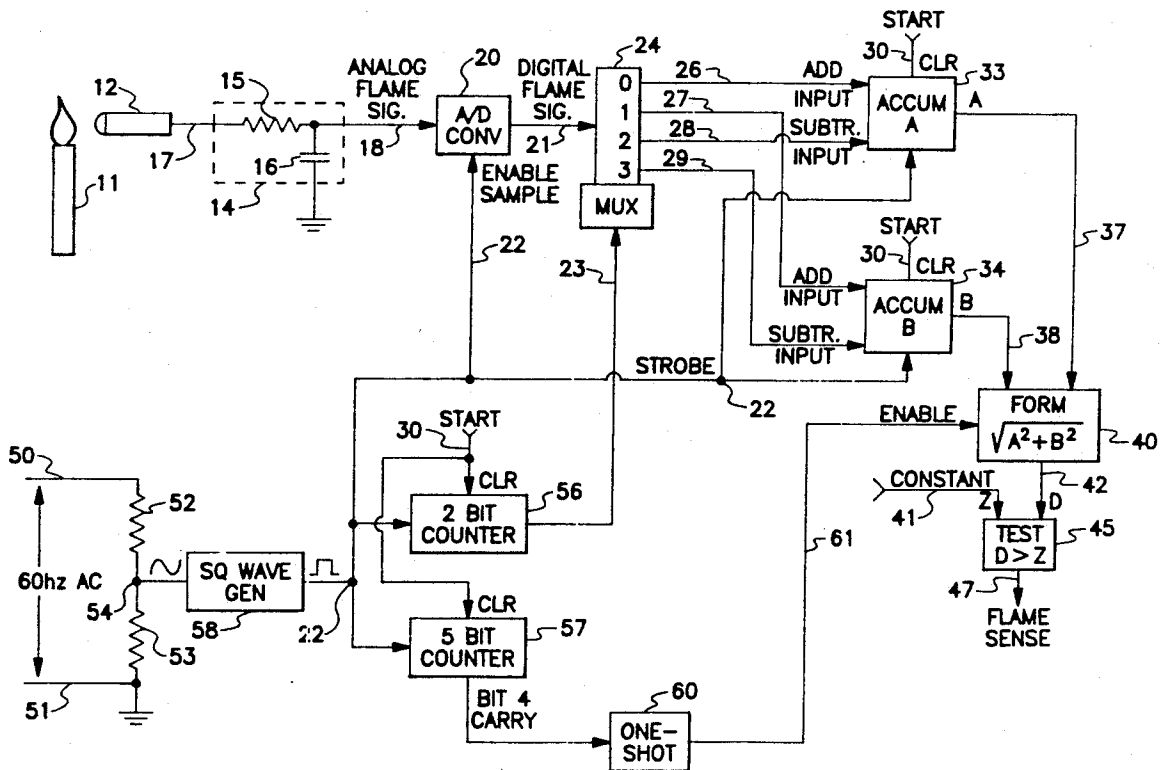 START
24
30
CLR
33
20
26
ADD
INPUT
12
15
ANALOG
FLAME
SIG.
DIGITAL
FLAME
SIG.
0
1
2
3
MUX
27
28
SUBTR.
INPUT
29
ACCUM
A
A
A/D
CONV
17
16
18
21
ENABLE
SAMPLE
11
14
START
30
CLR
34
37
22
23
ADD
INPUT
ACCUM
B
B
SUBTR.
INPUT
38
STROBE
22
START
30
ENABLE
FORM
√A²+B²
40
50
CLR
56
CONSTANT
41
Z
D
42
52
2 BIT
COUNTER
TEST
D>Z
45
61
60hz AC
54
SQ WAVE
GEN
58
22
47
FLAME
SENSE
CLR
57
53
5 BIT
COUNTER
51
BIT 4
CARRY
60
ONE-
SHOT